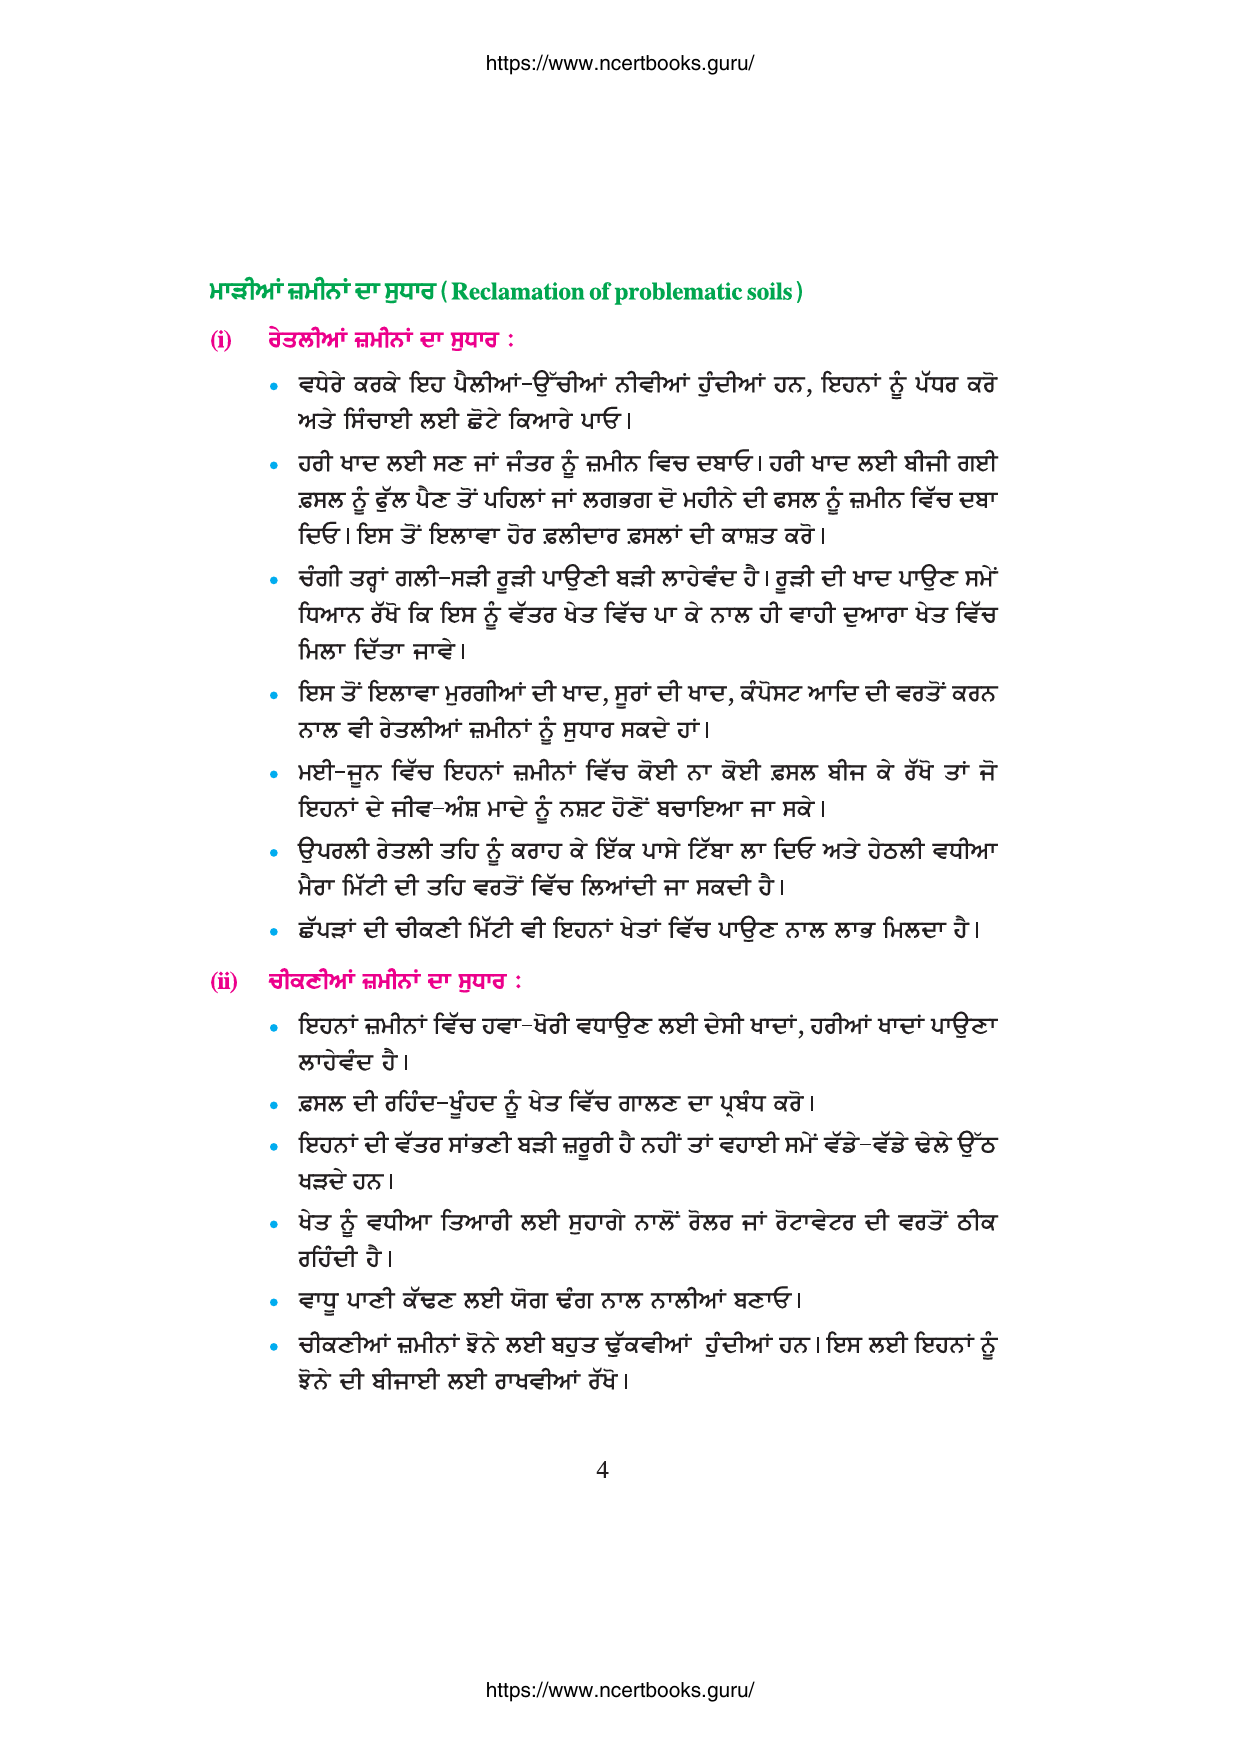 https://www.ncertbooks.guru/
ਮਾੜੀਆਂ ਜ਼ਮੀਨਾਂ ਦਾ ਸੁਧਾਰ ( Reclamation of problematic soils )
(i) ਰੇਤਲੀਆਂ ਜ਼ਮੀਨਾਂ ਦਾ ਸੁਧਾਰ :
• ਵਧੇਰੇ ਕਰਕੇ ਇਹ ਪੈਲੀਆਂ-ਉੱਚੀਆਂ ਨੀਵੀਆਂ ਹੁੰਦੀਆਂ ਹਨ, ਇਹਨਾਂ ਨੂੰ ਪੱਧਰ ਕਰੋ
ਅਤੇ ਸਿੰਚਾਈ ਲਈ ਛੋਟੇ ਕਿਆਰੇ ਪਾਓ।
• ਹਰੀ ਖਾਦ ਲਈ ਸਣ ਜਾਂ ਜੰਤਰ ਨੂੰ ਜ਼ਮੀਨ ਵਿਚ ਦਬਾਓ। ਹਰੀ ਖਾਦ ਲਈ ਬੀਜੀ ਗਈ
ਫ਼ਸਲ ਨੂੰ ਫੁੱਲ ਪੈਣ ਤੋਂ ਪਹਿਲਾਂ ਜਾਂ ਲਗਭਗ ਦੋ ਮਹੀਨੇ ਦੀ ਫਸਲ ਨੂੰ ਜ਼ਮੀਨ ਵਿੱਚ ਦਬਾ
ਦਿਓ। ਇਸ ਤੋਂ ਇਲਾਵਾ ਹੋਰ ਫ਼ਲੀਦਾਰ ਫ਼ਸਲਾਂ ਦੀ ਕਾਸ਼ਤ ਕਰੋ।
• ਚੰਗੀ ਤਰ੍ਹਾਂ ਗਲੀ-ਸੜੀ ਰੂੜੀ ਪਾਉਣੀ ਬੜੀ ਲਾਹੇਵੰਦ ਹੈ। ਰੂੜੀ ਦੀ ਖਾਦ ਪਾਉਣ ਸਮੇਂ
ਧਿਆਨ ਰੱਖੋ ਕਿ ਇਸ ਨੂੰ ਵੱਤਰ ਖੇਤ ਵਿੱਚ ਪਾ ਕੇ ਨਾਲ ਹੀ ਵਾਹੀ ਦੁਆਰਾ ਖੇਤ ਵਿੱਚ
ਮਿਲਾ ਦਿੱਤਾ ਜਾਵੇ।
• ਇਸ ਤੋਂ ਇਲਾਵਾ ਮੁਰਗੀਆਂ ਦੀ ਖਾਦ, ਸੂਰਾਂ ਦੀ ਖਾਦ, ਕੰਪੋਸਟ ਆਦਿ ਦੀ ਵਰਤੋਂ ਕਰਨ
ਨਾਲ ਵੀ ਰੇਤਲੀਆਂ ਜ਼ਮੀਨਾਂ ਨੂੰ ਸੁਧਾਰ ਸਕਦੇ ਹਾਂ।
• ਮਈ-ਜੂਨ ਵਿੱਚ ਇਹਨਾਂ ਜ਼ਮੀਨਾਂ ਵਿੱਚ ਕੋਈ ਨਾ ਕੋਈ ਫ਼ਸਲ ਬੀਜ ਕੇ ਰੱਖੋ ਤਾਂ ਜੋ
ਇਹਨਾਂ ਦੇ ਜੀਵ-ਅੰਸ਼ ਮਾਦੇ ਨੂੰ ਨਸ਼ਟ ਹੋਣੋਂ ਬਚਾਇਆ ਜਾ ਸਕੇ।
• ਉਪਰਲੀ ਰੇਤਲੀ ਤਹਿ ਨੂੰ ਕਰਾਹ ਕੇ ਇੱਕ ਪਾਸੇ ਟਿੱਬਾ ਲਾ ਦਿਓ ਅਤੇ ਹੇਠਲੀ ਵਧੀਆ
ਮੈਰਾ ਮਿੱਟੀ ਦੀ ਤਹਿ ਵਰਤੋਂ ਵਿੱਚ ਲਿਆਂਦੀ ਜਾ ਸਕਦੀ ਹੈ।
• ਛੱਪੜਾਂ ਦੀ ਚੀਕਣੀ ਮਿੱਟੀ ਵੀ ਇਹਨਾਂ ਖੇਤਾਂ ਵਿੱਚ ਪਾਉਣ ਨਾਲ ਲਾਭ ਮਿਲਦਾ ਹੈ।
(ii) ਚੀਕਣੀਆਂ ਜ਼ਮੀਨਾਂ ਦਾ ਸੁਧਾਰ :
• ਇਹਨਾਂ ਜ਼ਮੀਨਾਂ ਵਿੱਚ ਹਵਾ-ਖੋਰੀ ਵਧਾਉਣ ਲਈ ਦੇਸੀ ਖਾਦਾਂ, ਹਰੀਆਂ ਖਾਦਾਂ ਪਾਉਣਾ
ਲਾਹੇਵੰਦ ਹੈ।
• ਫ਼ਸਲ ਦੀ ਰਹਿੰਦ-ਖੂੰਹਦ ਨੂੰ ਖੇਤ ਵਿੱਚ ਗਾਲਣ ਦਾ ਪ੍ਰਬੰਧ ਕਰੋ।
• ਇਹਨਾਂ ਦੀ ਵੱਤਰ ਸਾਂਭਣੀ ਬੜੀ ਜ਼ਰੂਰੀ ਹੈ ਨਹੀਂ ਤਾਂ ਵਹਾਈ ਸਮੇਂ ਵੱਡੇ-ਵੱਡੇ ਢੇਲੇ ਉੱਠ
ਖੜਦੇ ਹਨ।
• ਖੇਤ ਨੂੰ ਵਧੀਆ ਤਿਆਰੀ ਲਈ ਸੁਹਾਗੇ ਨਾਲੋਂ ਰੋਲਰ ਜਾਂ ਰੋਟਾਵੇਟਰ ਦੀ ਵਰਤੋਂ ਠੀਕ
ਰਹਿੰਦੀ ਹੈ।
• ਵਾਧੂ ਪਾਣੀ ਕੱਢਣ ਲਈ ਯੋਗ ਢੰਗ ਨਾਲ ਨਾਲੀਆਂ ਬਣਾਓ।
• ਚੀਕਣੀਆਂ ਜ਼ਮੀਨਾਂ ਝੋਨੇ ਲਈ ਬਹੁਤ ਢੁੱਕਵੀਆਂ ਹੁੰਦੀਆਂ ਹਨ। ਇਸ ਲਈ ਇਹਨਾਂ ਨੂੰ
ਝੋਨੇ ਦੀ ਬੀਜਾਈ ਲਈ ਰਾਖਵੀਆਂ ਰੱਖੋ।
4
https://www.ncertbooks.guru/